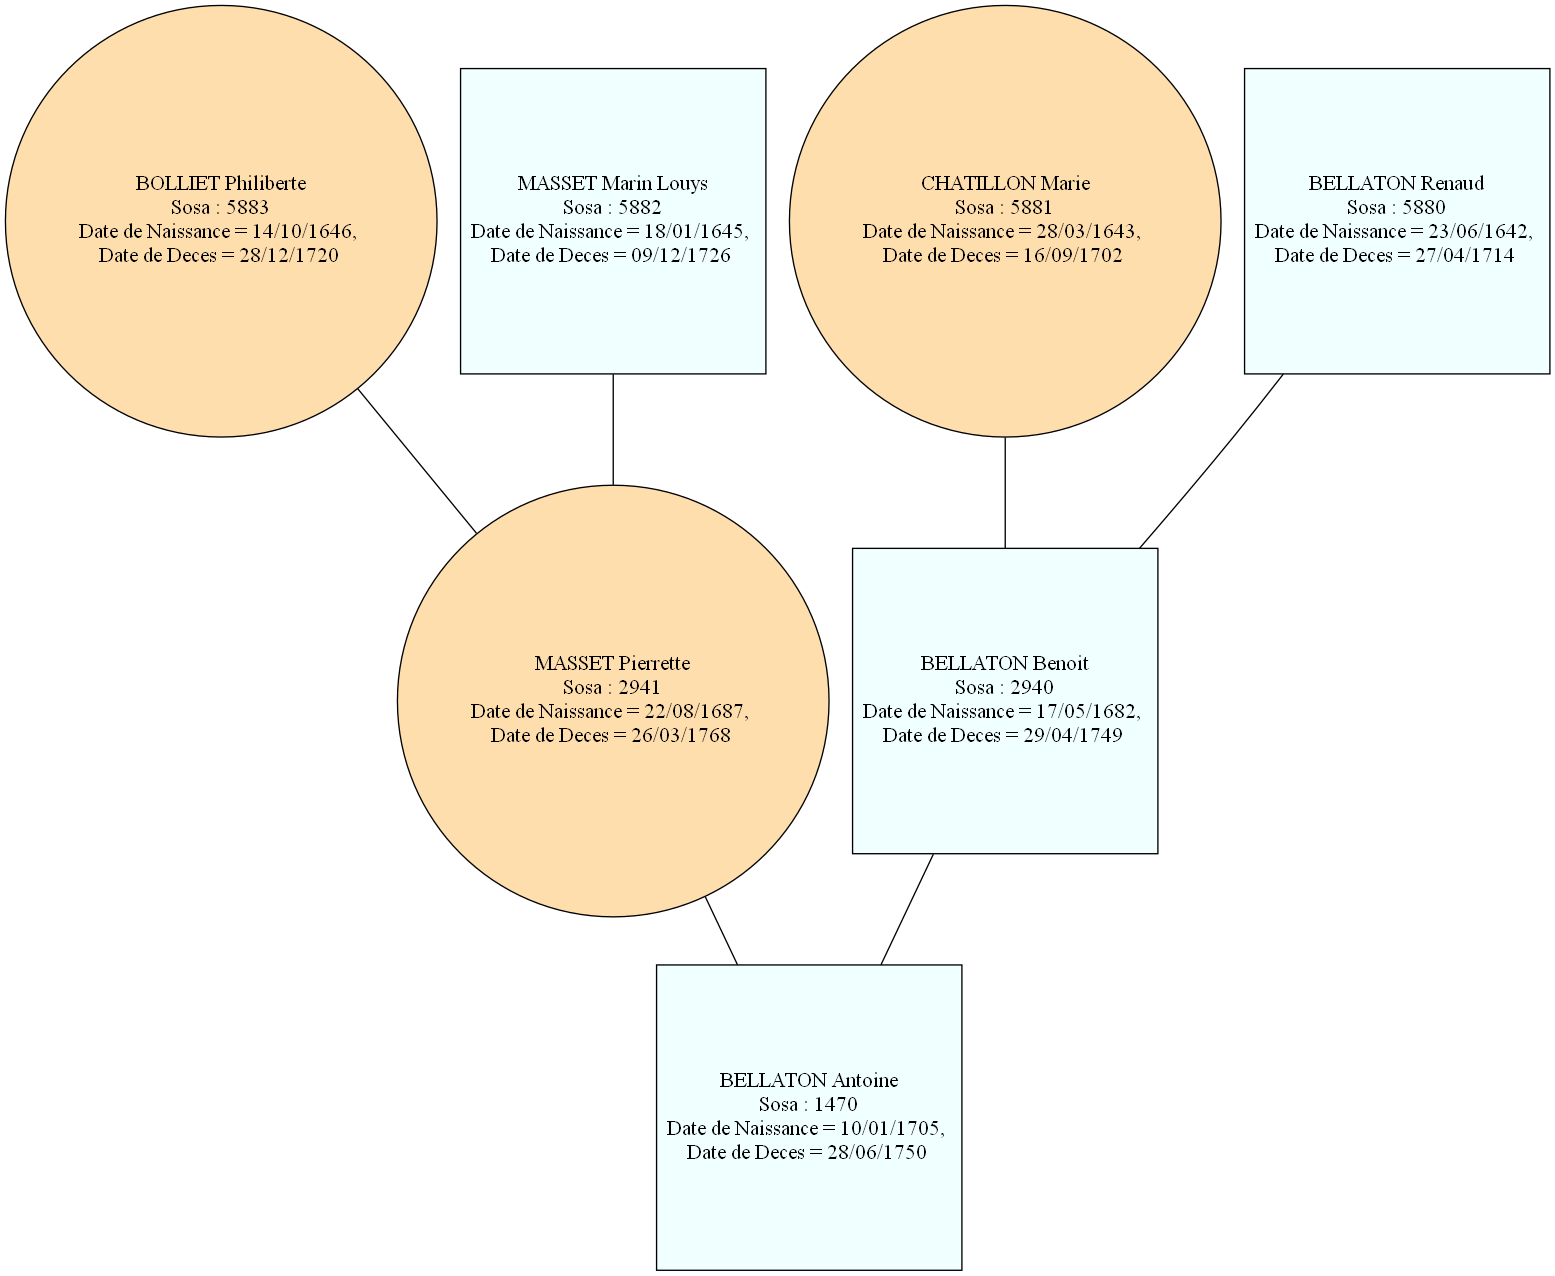 BOLLIET Philiberte
Sosa : 5883
Date de Naissance = 14/10/1646,
Date de Deces = 28/12/1720
MASSET Marin Louys
Sosa : 5882
Date de Naissance = 18/01/1645,
Date de Deces = 09/12/1726
CHATILLON Marie
Sosa : 5881
Date de Naissance = 28/03/1643,
Date de Deces = 16/09/1702
BELLATON Renaud
Sosa : 5880
Date de Naissance = 23/06/1642,
Date de Deces = 27/04/1714
MASSET Pierrette
Sosa : 2941
Date de Naissance = 22/08/1687,
Date de Deces = 26/03/1768
BELLATON Benoit
Sosa : 2940
Date de Naissance = 17/05/1682,
Date de Deces = 29/04/1749
BELLATON Antoine
Sosa : 1470
Date de Naissance = 10/01/1705,
Date de Deces = 28/06/1750